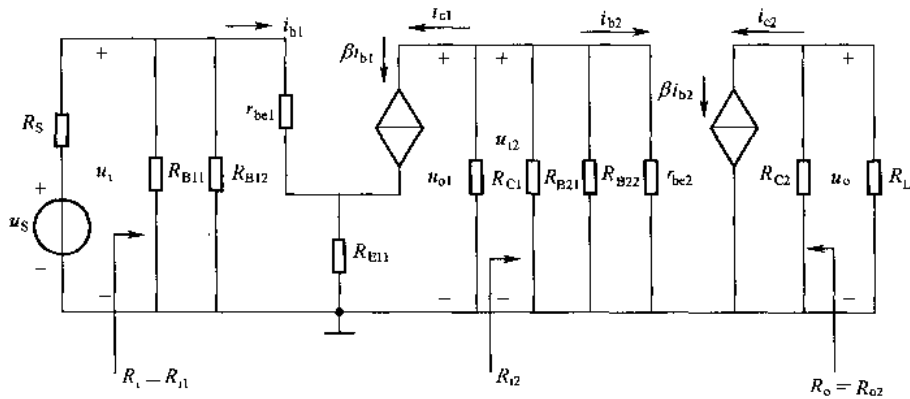 i_b1
i_c1
i_b2
i_c2
+
βi_b1
+
+
βi_b2
+
R_S
r_be1
u_i
R_B11
R_B12
u_i2
u_o1
R_C1
R_B21
R_B22
r_be2
R_C2
u_o
R_L
+
u_S
−
R_E11
−
−
−
−
R_i = R_i1
R_i2
R_o = R_o2